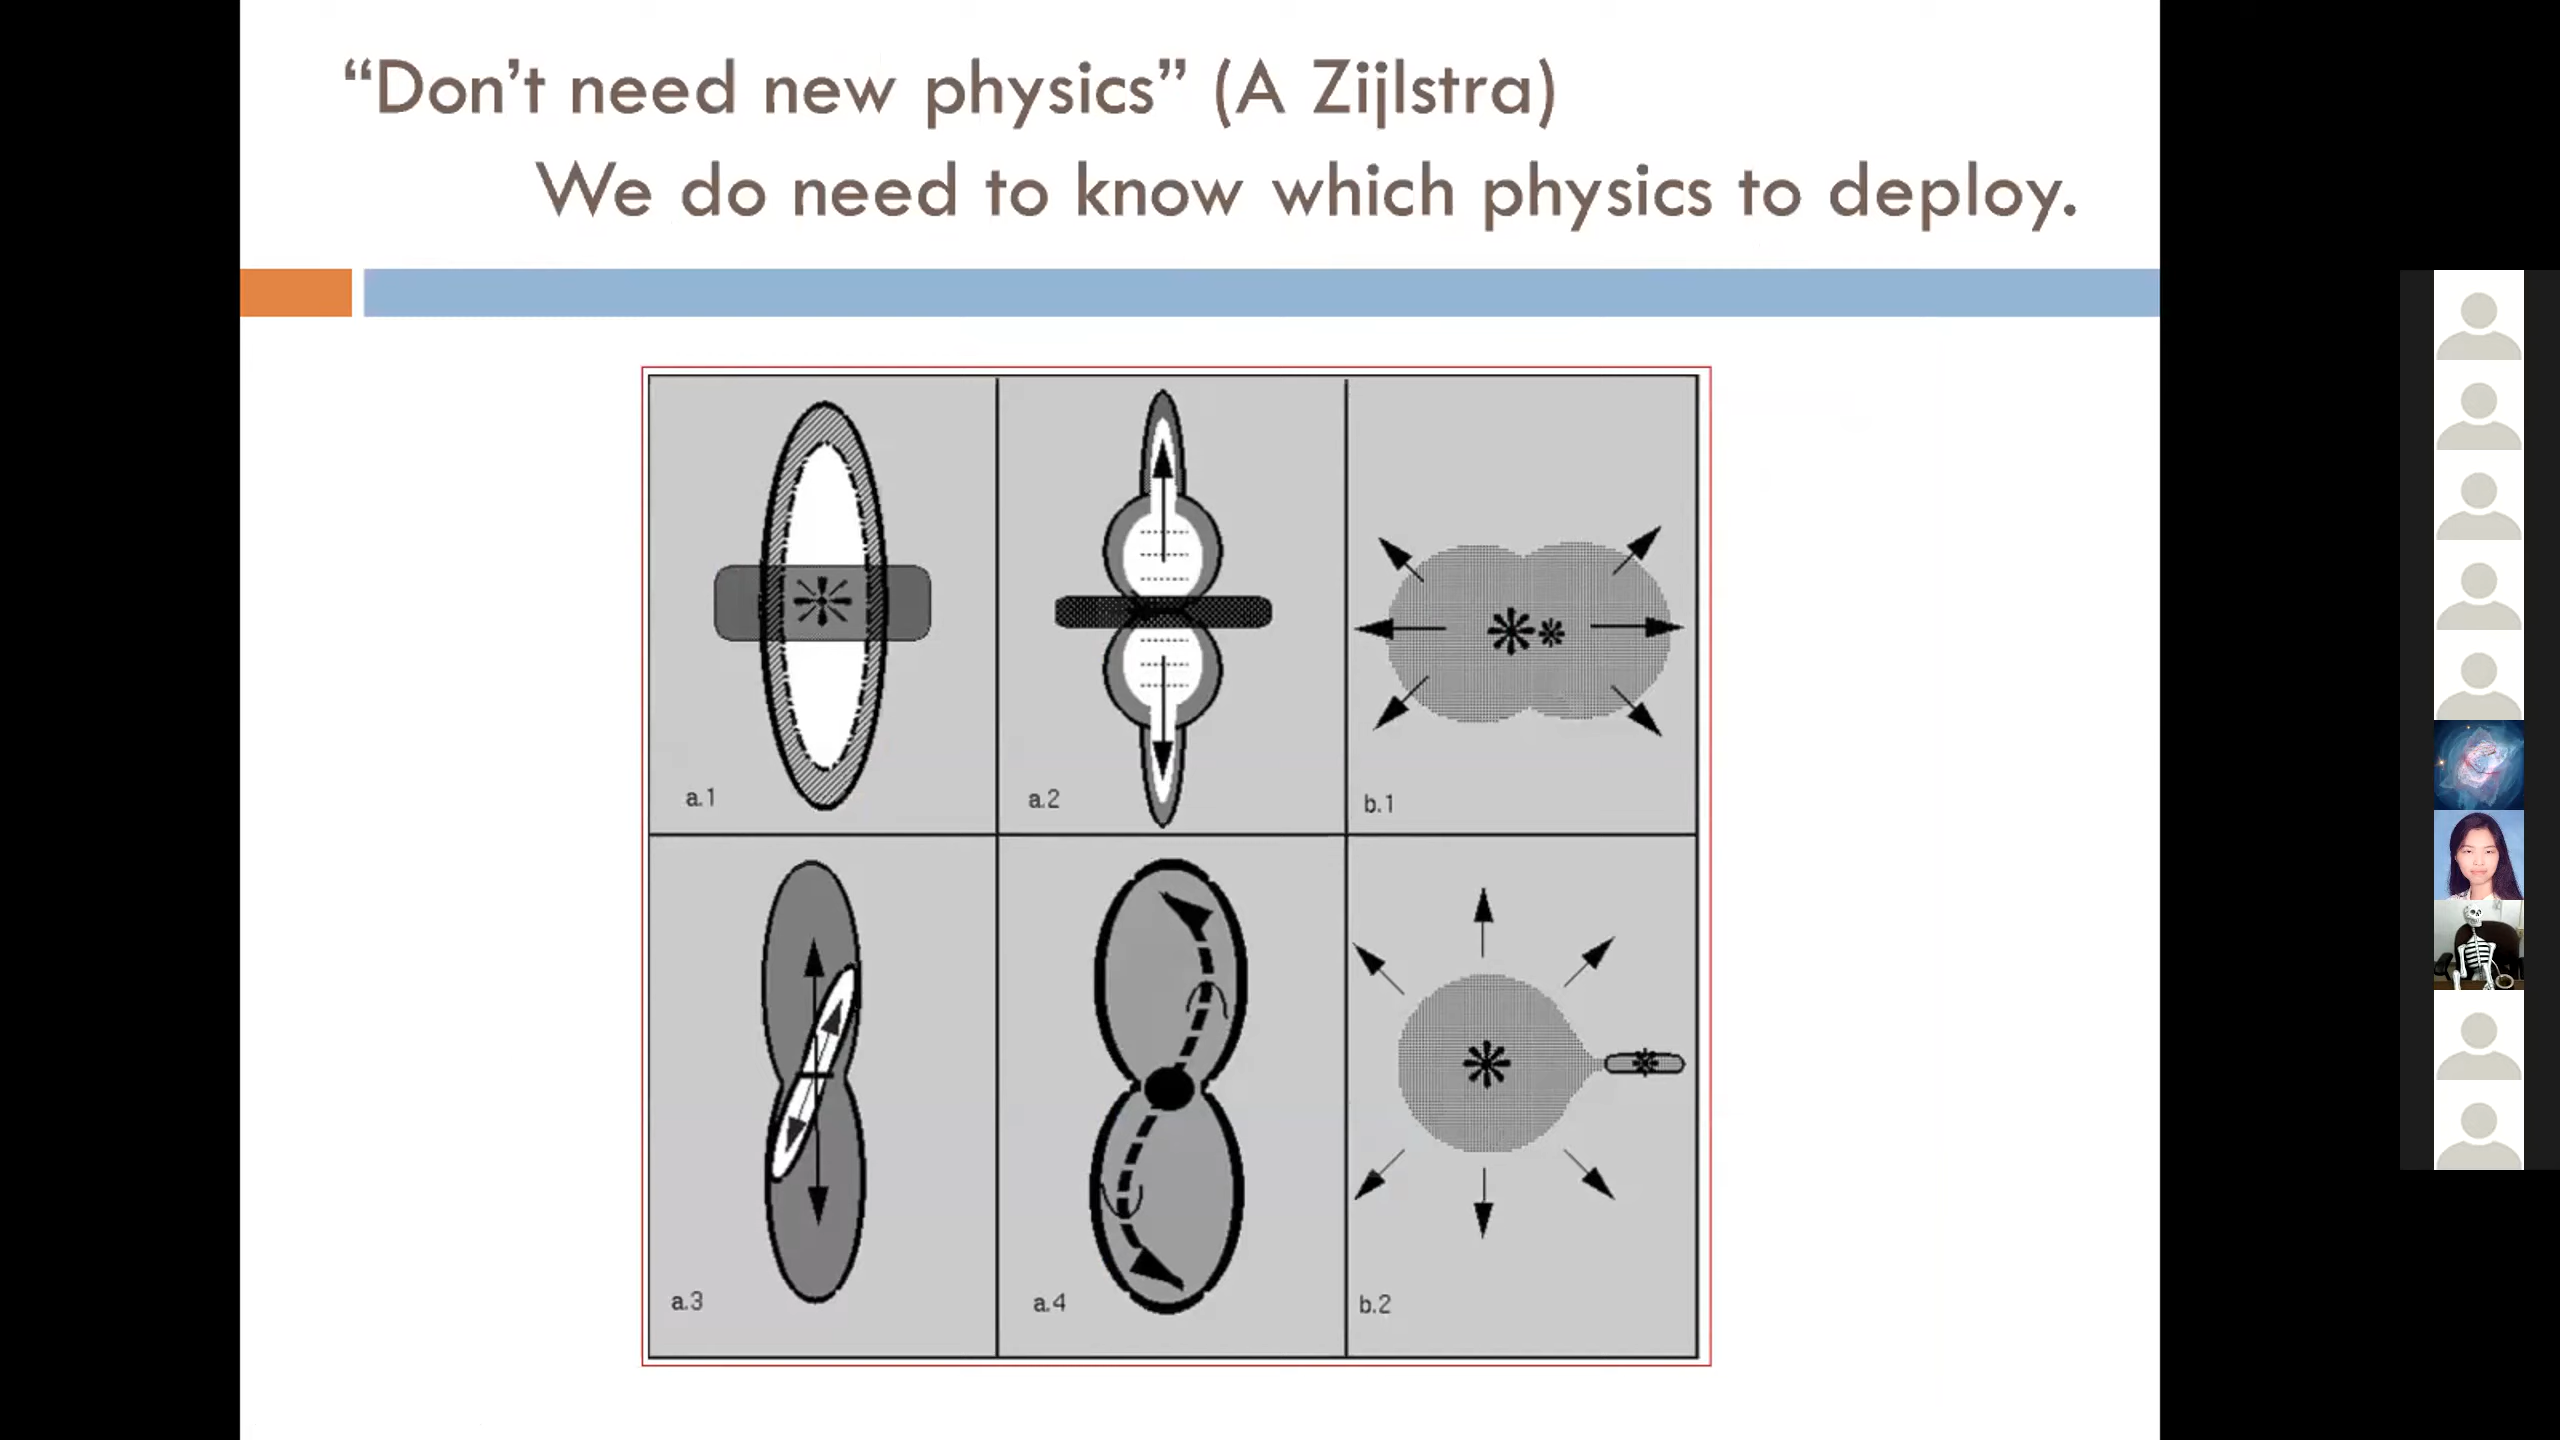 “Don’t need new physics” (A Zijlstra)
We do need to know which physics to deploy.
a.1
a.2
b.1
a.3
a.4
b.2